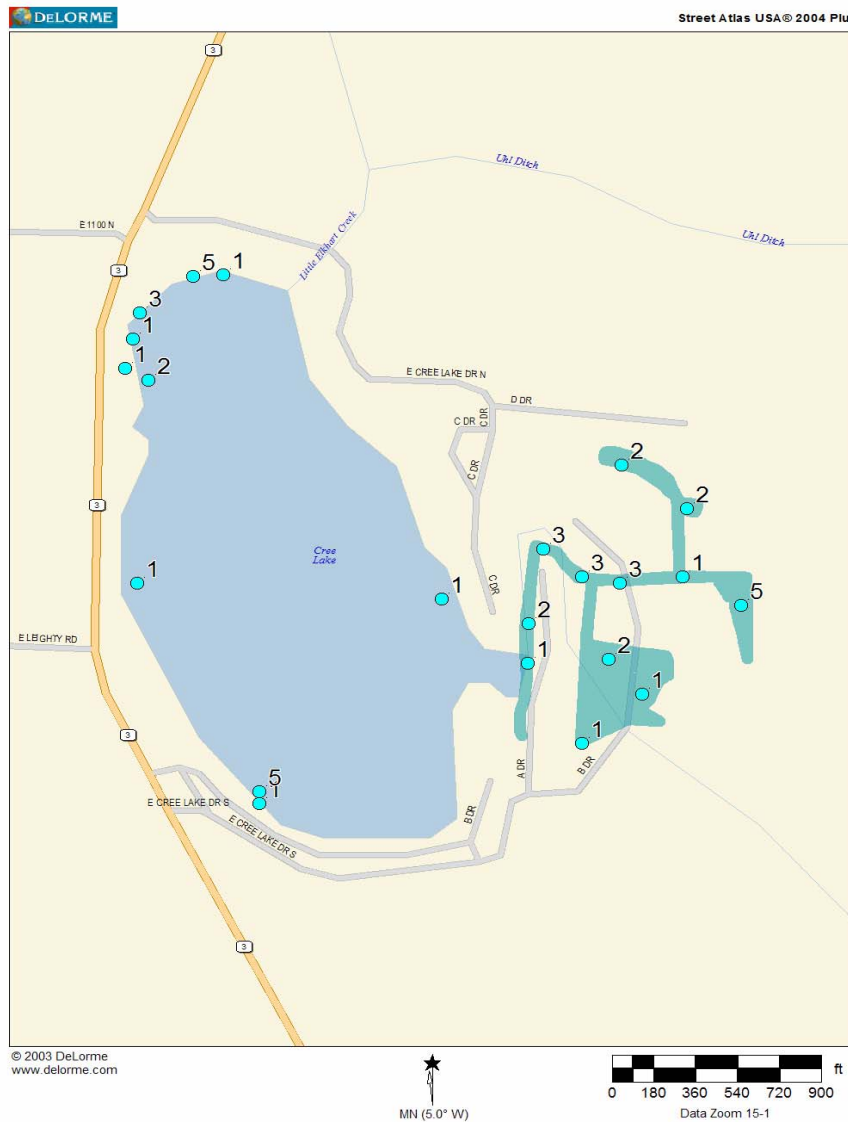 DELORME
Street Atlas USA® 2004 Plu
3
Uhl Ditch
E 1100 N
Little Elkhart Creek
Uhl Ditch
3
5
1
3
1
1
2
E CREE LAKE DR N
D DR
C DR
C DR
C DR
2
3
2
Cree
Lake
3
3
3
1
5
1
1
C DR
2
E LEIGHTY RD
1
2
1
3
1
A DR
B DR
5
1
E CREE LAKE DR S
E CREE LAKE DR S
B DR
3
© 2003 DeLorme
www.delorme.com
MN (5.0° W)
ft
0 180 360 540 720 900
Data Zoom 15-1